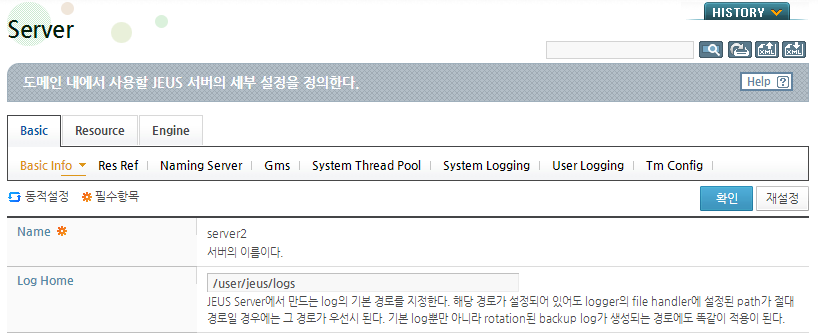 HISTORY
Server
도메인 내에서 사용할 JEUS 서버의 세부 설정을 정의한다.
Help
Basic
Resource
Engine
Basic Info
Res Ref
Naming Server
Gms
System Thread Pool
System Logging
User Logging
Tm Config
동적설정
필수항목
확인
재설정
Name
server2
서버의 이름이다.
Log Home
/user/jeus/logs
JEUS Server에서 만드는 log의 기본 경로를 지정한다. 해당 경로가 설정되어 있어도 logger의 file handler에 설정된 path가 절대
경로일 경우에는 그 경로가 우선시 된다. 기본 log뿐만 아니라 rotation된 backup log가 생성되는 경로에도 똑같이 적용이 된다.